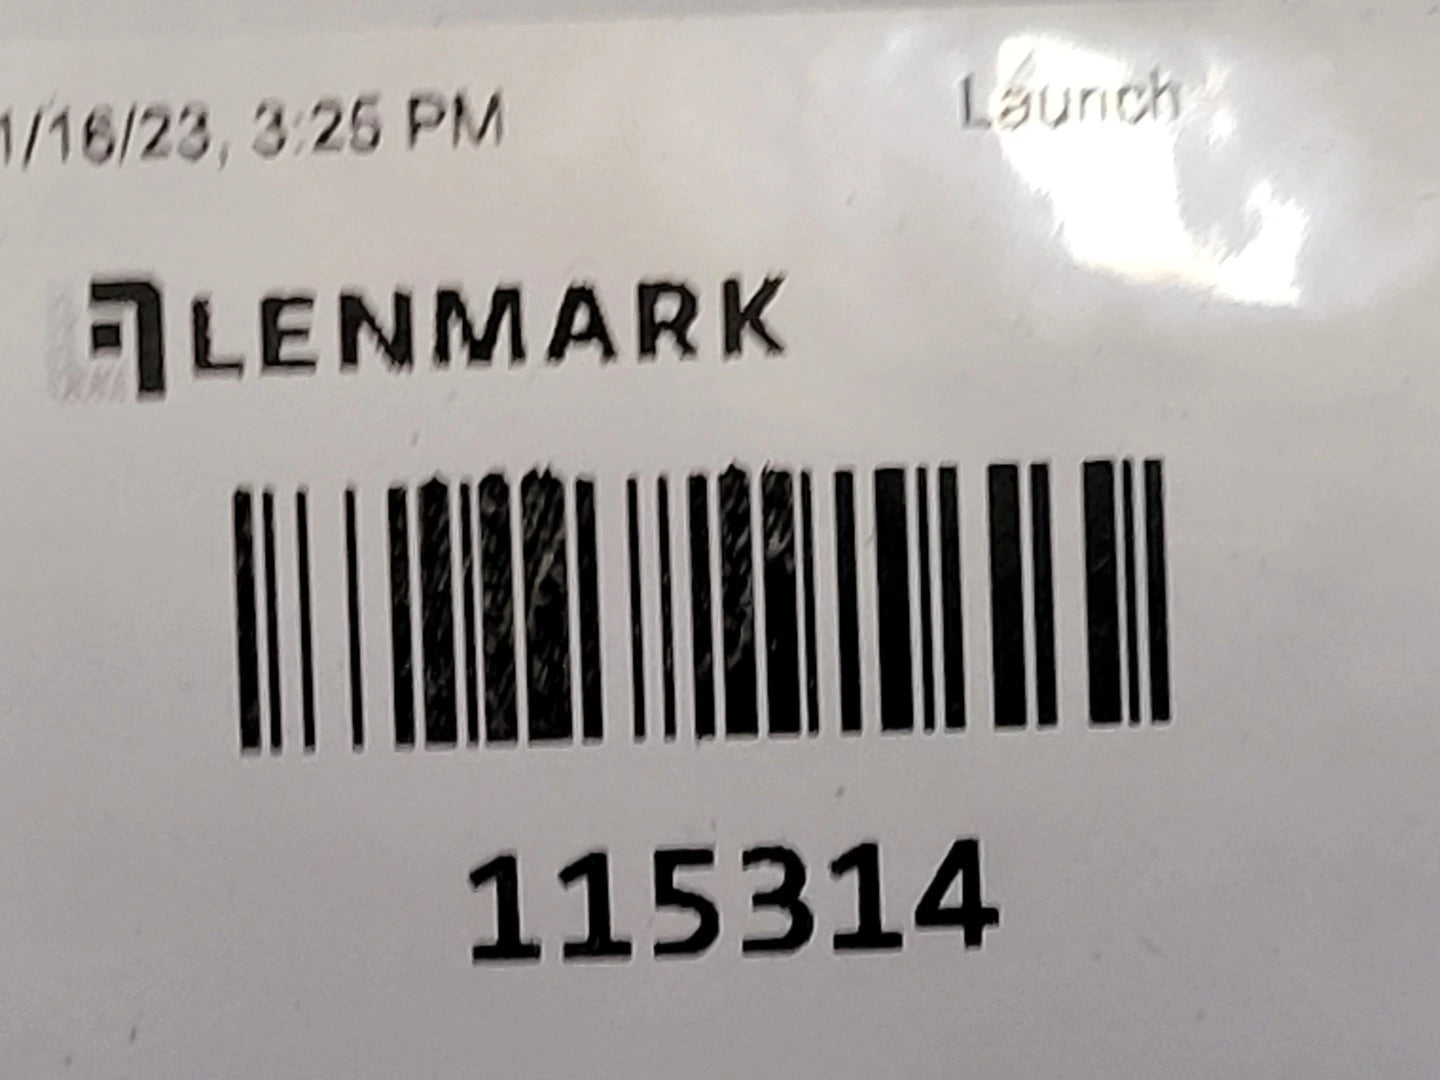 1/16/23, 3:25 PM Launch
LENMARK
115314